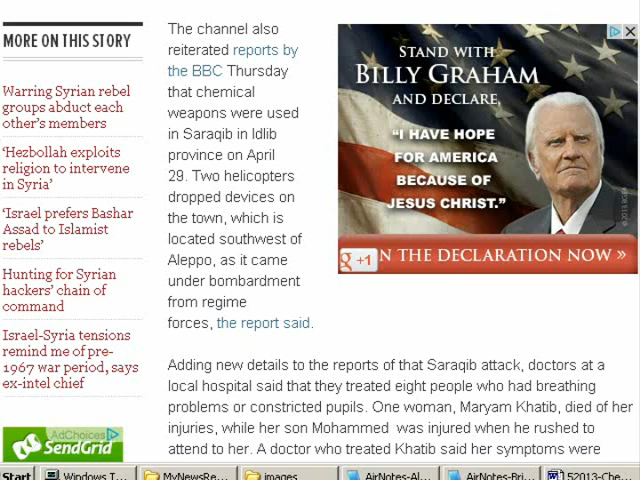 MORE ON THIS STORY
Warring Syrian rebel
groups abduct each
other's members
'Hezbollah exploits
religion to intervene
in Syria'
'Israel prefers Bashar
Assad to Islamist
rebels'
Hunting for Syrian
hackers' chain of
command
Israel-Syria tensions
remind me of pre-
1967 war period, says
ex-intel chief
AdChoices
SendGrid
The channel also
reiterated reports by
the BBC Thursday
that chemical
weapons were used
in Saraqib in Idlib
province on April
29. Two helicopters
dropped devices on
the town, which is
located southwest of
Aleppo, as it came
under bombardment
from regime
forces, the report said.
STAND WITH
BILLY GRAHAM
AND DECLARE,
"I HAVE HOPE
FOR AMERICA
BECAUSE OF
JESUS CHRIST."
g +1
N THE DECLARATION NOW »
Adding new details to the reports of that Saraqib attack, doctors at a
local hospital said that they treated eight people who had breathing
problems or constricted pupils. One woman, Maryam Khatib, died of her
injuries, while her son Mohammed was injured when he rushed to
attend to her. A doctor who treated Khatib said her symptoms were
Start
Windows T...
MyNewsRe...
images
AirNotes-Al...
AirNotes-Bri...
52013-Che...